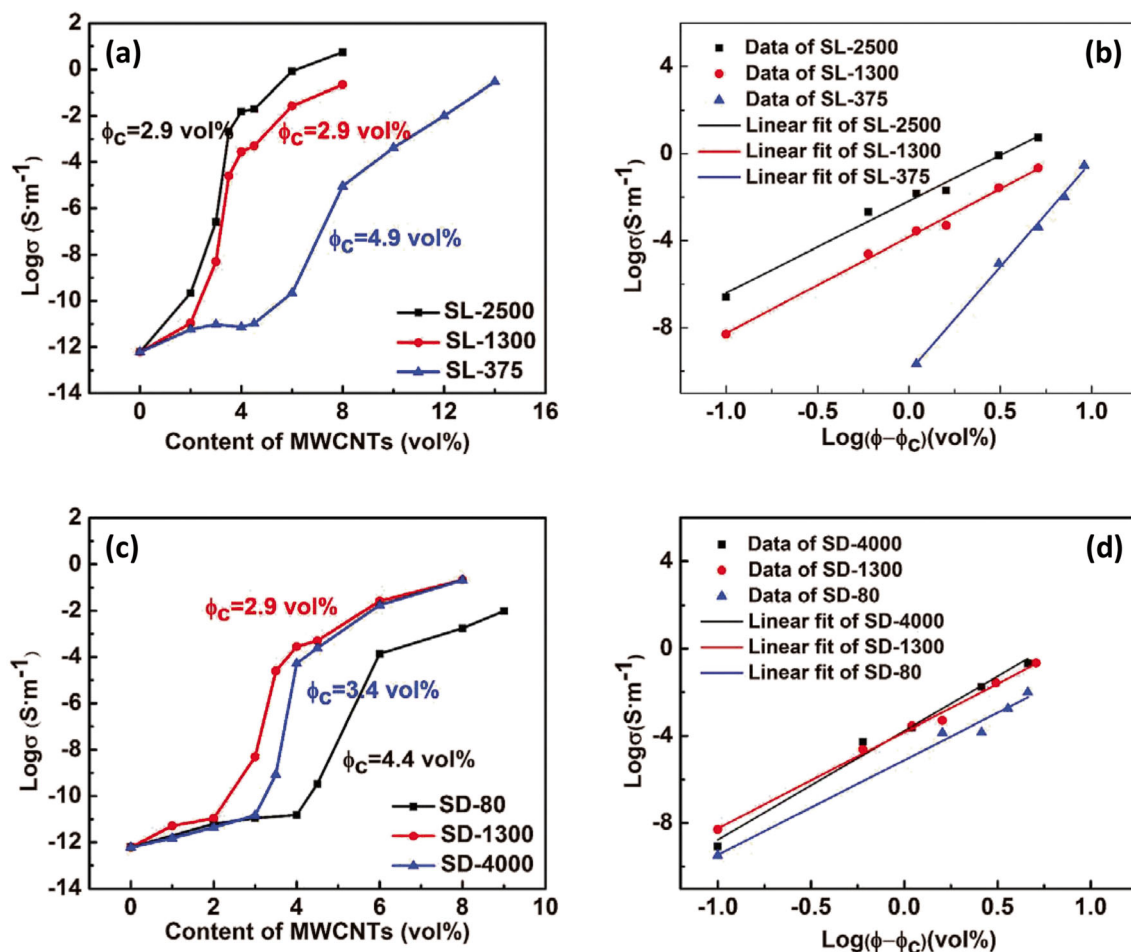 (a)
2
0
-2
-4
-6
-8
-10
-12
-14
Logσ (S·m-1)
ϕc=2.9 vol%
ϕc=2.9 vol%
ϕc=4.9 vol%
SL-2500
SL-1300
SL-375
0 4 8 12 16
Content of MWCNTs (vol%)
(b)
4
0
-4
-8
Logσ(S·m-1)
Data of SL-2500
Data of SL-1300
Data of SL-375
Linear fit of SL-2500
Linear fit of SL-1300
Linear fit of SL-375
-1.0 -0.5 0.0 0.5 1.0
Log(ϕ−ϕc)(vol%)
(c)
2
0
-2
-4
-6
-8
-10
-12
-14
Logσ (S·m-1)
ϕc=2.9 vol%
ϕc=3.4 vol%
ϕc=4.4 vol%
SD-80
SD-1300
SD-4000
0 2 4 6 8 10
Content of MWCNTs (vol%)
(d)
4
0
-4
-8
Logσ(S·m-1)
Data of SD-4000
Data of SD-1300
Data of SD-80
Linear fit of SD-4000
Linear fit of SD-1300
Linear fit of SD-80
-1.0 -0.5 0.0 0.5 1.0
Log(ϕ−ϕc)(vol%)